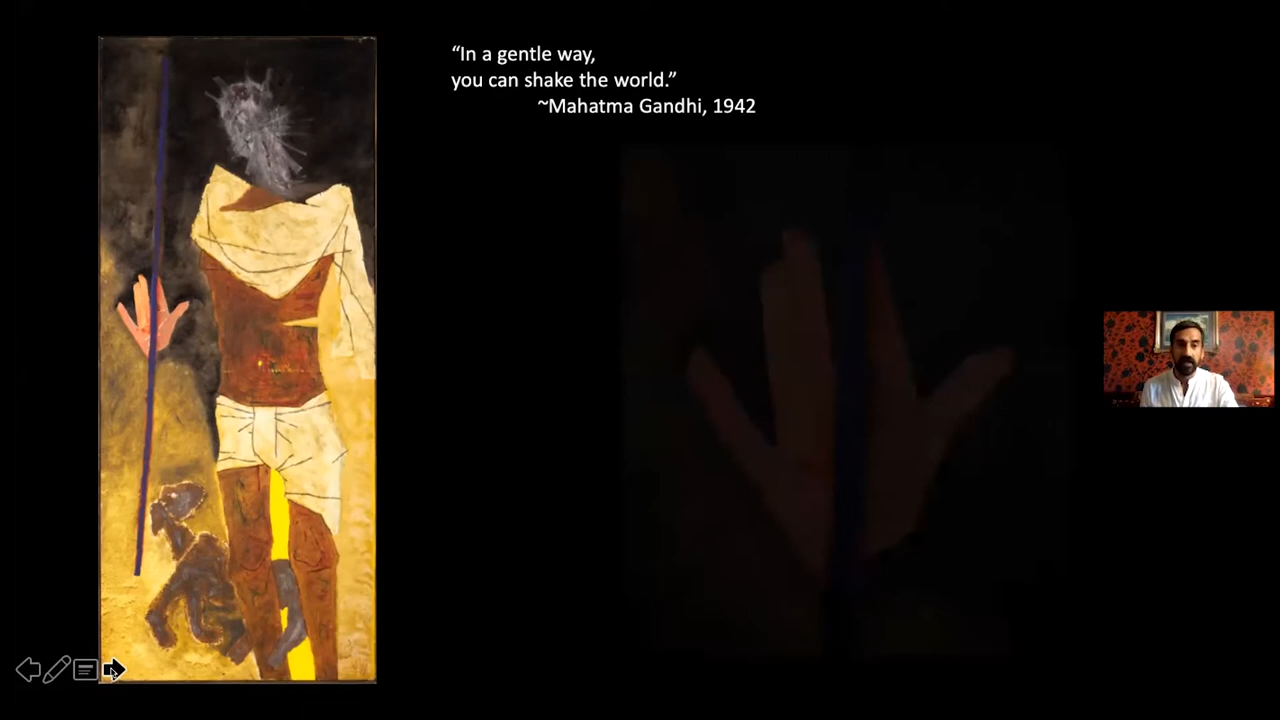 “In a gentle way,
you can shake the world.”
~Mahatma Gandhi, 1942